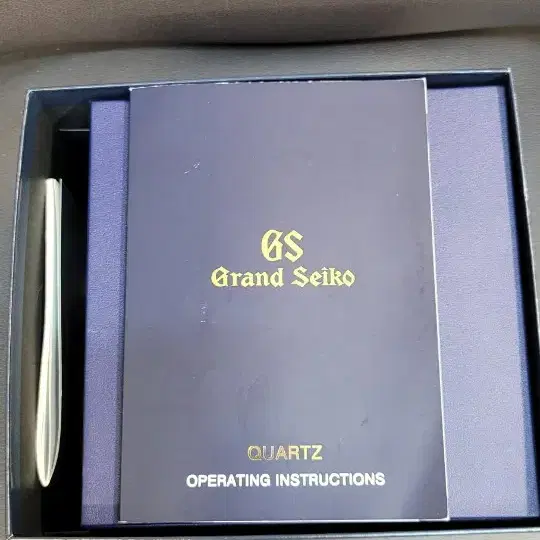 GS
Grand Seiko
QUARTZ
OPERATING INSTRUCTIONS